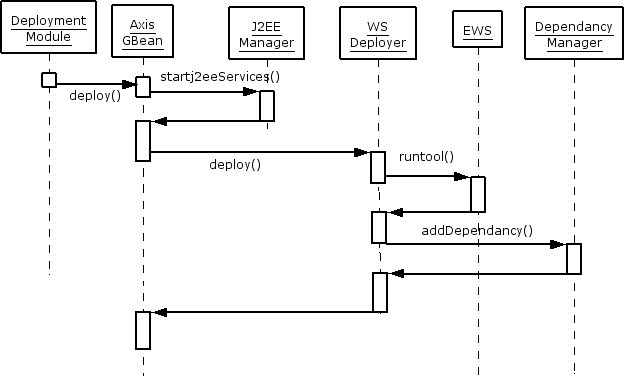 Deployment
Module
Axis
GBean
J2EE
Manager
WS
Deployer
EWS
Dependancy
Manager
startj2eeServices()
deploy()
deploy()
runtool()
addDependancy()